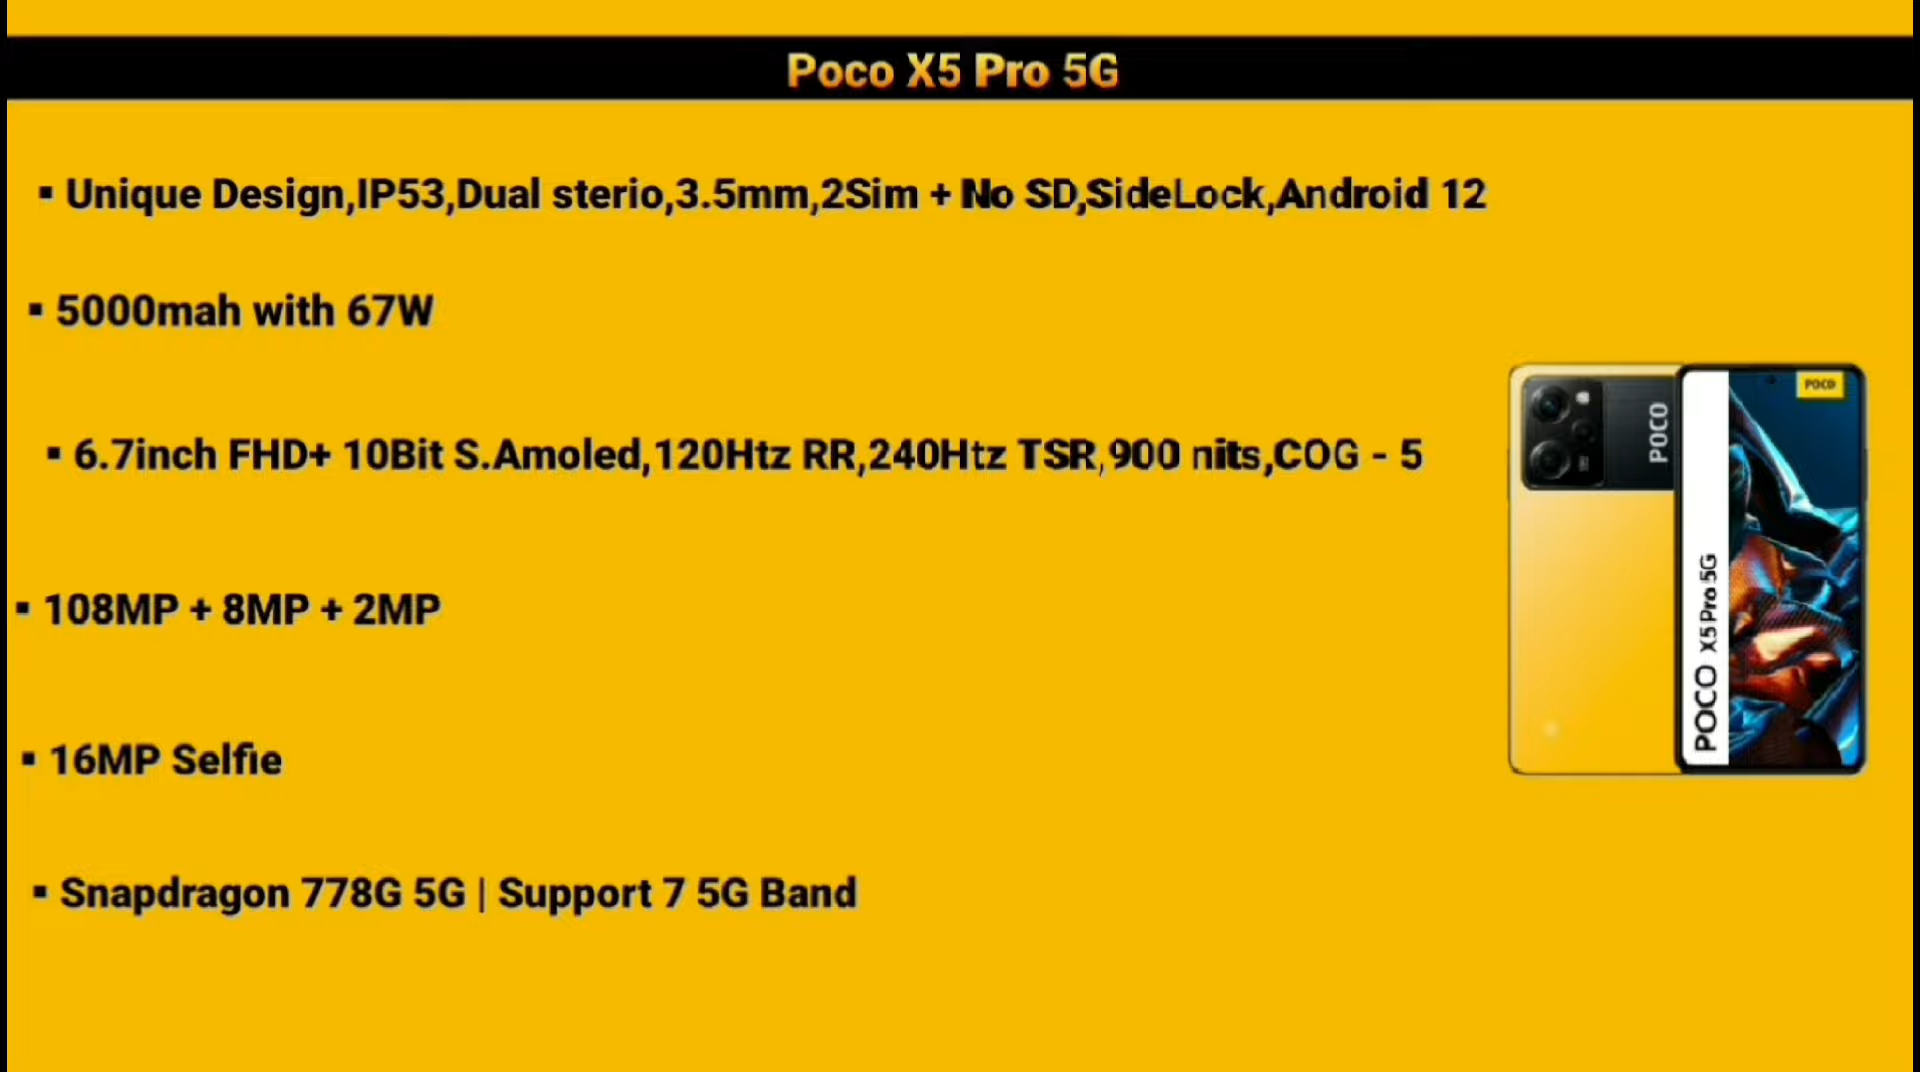 Poco X5 Pro 5G
▪ Unique Design,IP53,Dual sterio,3.5mm,2Sim + No SD,SideLock,Android 12
▪ 5000mah with 67W
▪ 6.7inch FHD+ 10Bit S.Amoled,120Htz RR,240Htz TSR,900 nits,COG - 5
▪ 108MP + 8MP + 2MP
▪ 16MP Selfie
▪ Snapdragon 778G 5G | Support 7 5G Band
POCO
POCO
POCO X5 Pro 5G